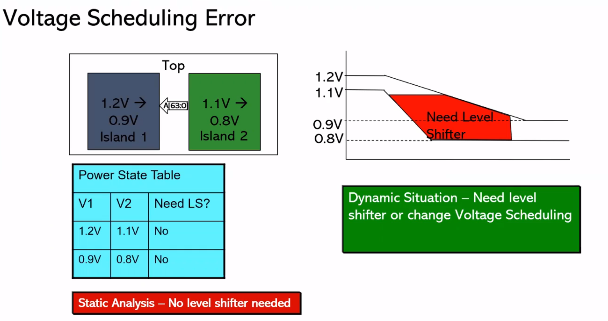 Voltage Scheduling Error
Top
1.2V →
0.9V
Island 1
A[63:0]
1.1V →
0.8V
Island 2
1.2V
1.1V
0.9V
0.8V
Need Level
Shifter
Power State Table
V1 V2 Need LS?
1.2V 1.1V No
0.9V 0.8V No
Dynamic Situation – Need level
shifter or change Voltage Scheduling
Static Analysis – No level shifter needed